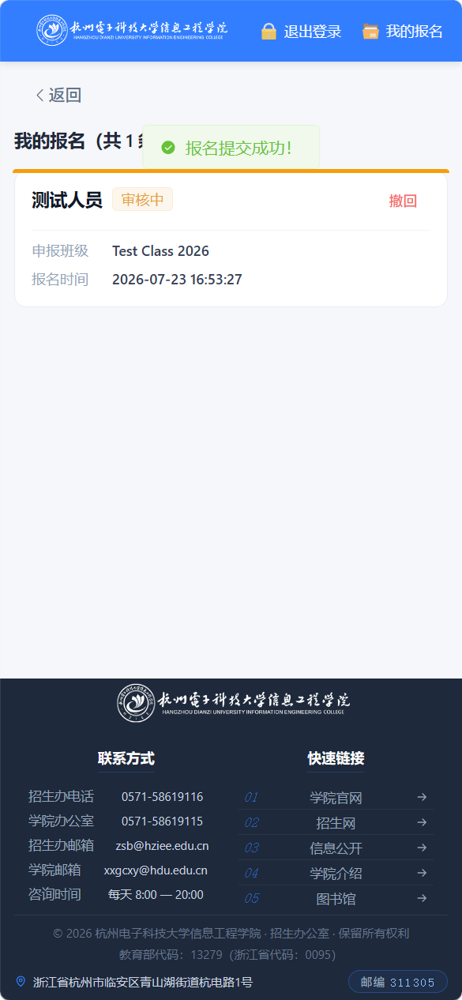 杭州電子科技大学信息工程学院
HANGZHOU DIANZI UNIVERSITY INFORMATION ENGINEERING COLLEGE
退出登录
我的报名
返回
我的报名（共 1
报名提交成功！
测试人员
审核中
撤回
申报班级 Test Class 2026
报名时间 2026-07-23 16:53:27
杭州電子科技大学信息工程学院
HANGZHOU DIANZI UNIVERSITY INFORMATION ENGINEERING COLLEGE
联系方式
招生办电话 0571-58619116
学院办公室 0571-58619115
招生办邮箱 zsb@hziee.edu.cn
学院邮箱 xxgcxy@hdu.edu.cn
咨询时间 每天 8:00 — 20:00
快速链接
01 学院官网 →
02 招生网 →
03 信息公开 →
04 学院介绍 →
05 图书馆 →
© 2026 杭州电子科技大学信息工程学院 · 招生办公室 · 保留所有权利
教育部代码：13279（浙江省代码：0095）
浙江省杭州市临安区青山湖街道杭电路1号
邮编 311305